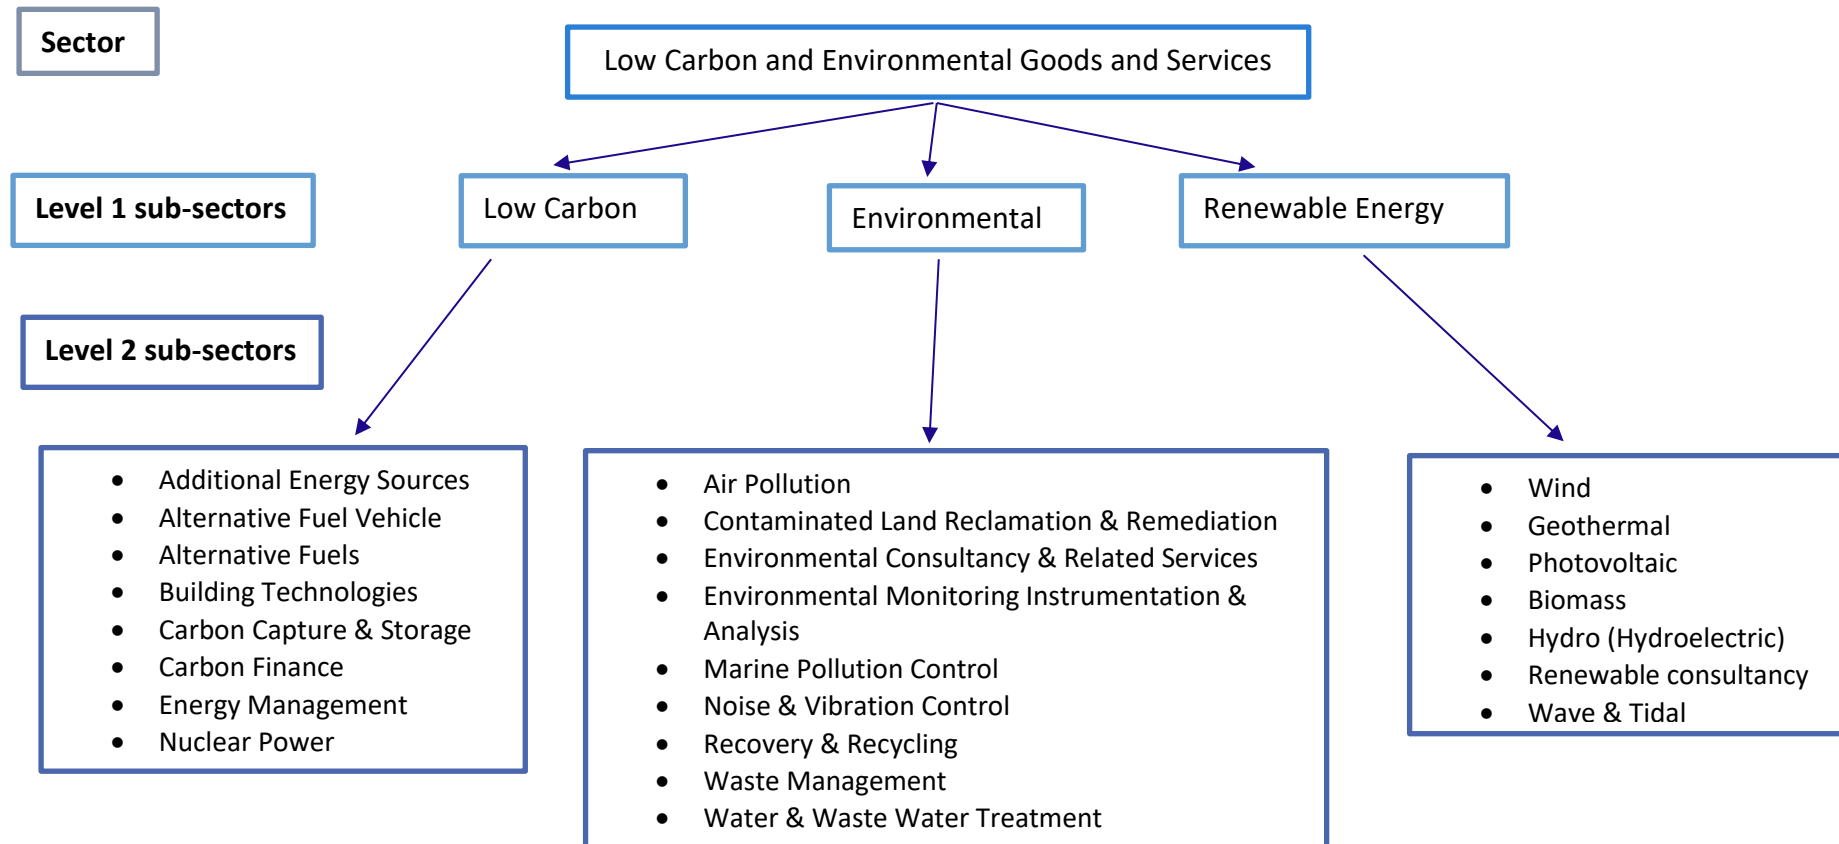 Sector
Low Carbon and Environmental Goods and Services
Level 1 sub-sectors
Low Carbon
Environmental
Renewable Energy
Level 2 sub-sectors
• Additional Energy Sources
• Alternative Fuel Vehicle
• Alternative Fuels
• Building Technologies
• Carbon Capture & Storage
• Carbon Finance
• Energy Management
• Nuclear Power
• Air Pollution
• Contaminated Land Reclamation & Remediation
• Environmental Consultancy & Related Services
• Environmental Monitoring Instrumentation &
Analysis
• Marine Pollution Control
• Noise & Vibration Control
• Recovery & Recycling
• Waste Management
• Water & Waste Water Treatment
• Wind
• Geothermal
• Photovoltaic
• Biomass
• Hydro (Hydroelectric)
• Renewable consultancy
• Wave & Tidal